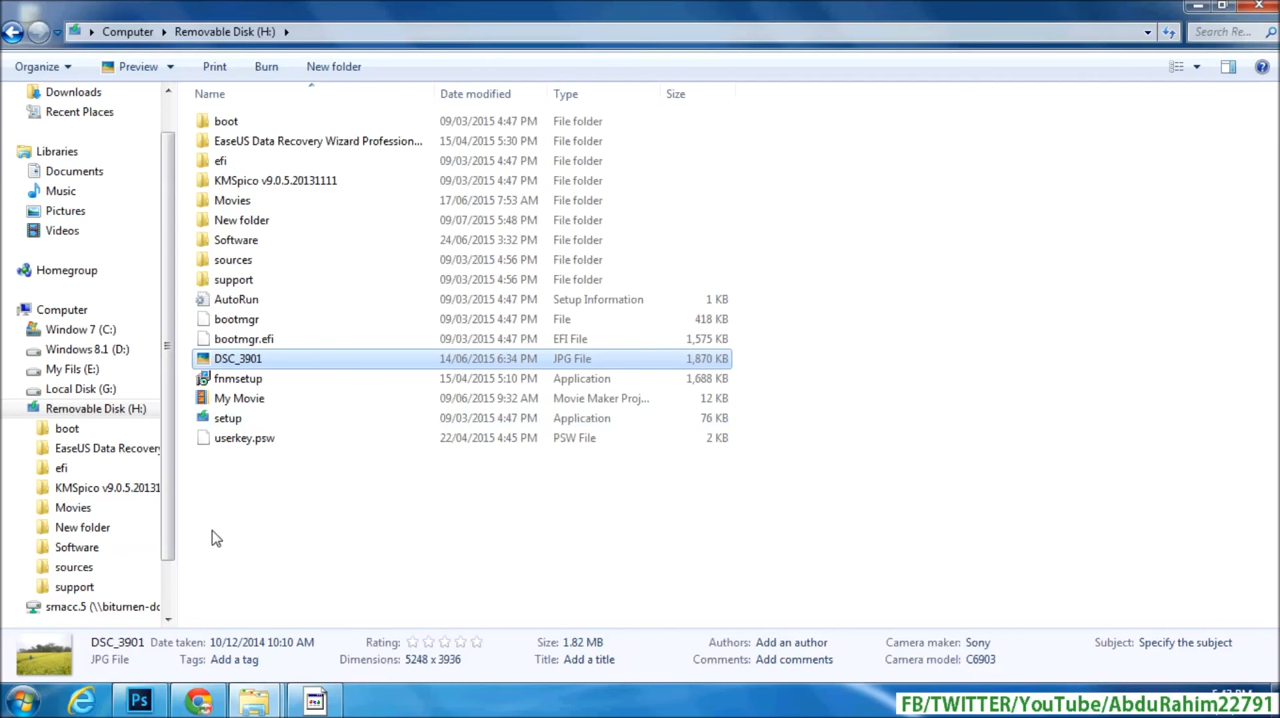 Computer Removable Disk (H:) Search Re...
Organize Preview Print Burn New folder
Downloads
Recent Places
Libraries
Documents
Music
Pictures
Videos
Homegroup
Computer
Window 7 (C:)
Windows 8.1 (D:)
My Fils (E:)
Local Disk (G:)
Removable Disk (H:)
boot
EaseUS Data Recovery
efi
KMSpico v9.0.5.20131
Movies
New folder
Software
sources
support
smacc.5 (\\bitumen-dc
Name Date modified Type Size
boot 09/03/2015 4:47 PM File folder
EaseUS Data Recovery Wizard Profession... 15/04/2015 5:30 PM File folder
efi 09/03/2015 4:47 PM File folder
KMSpico v9.0.5.20131111 09/03/2015 4:47 PM File folder
Movies 17/06/2015 7:53 AM File folder
New folder 09/07/2015 5:48 PM File folder
Software 24/06/2015 3:32 PM File folder
sources 09/03/2015 4:56 PM File folder
support 09/03/2015 4:56 PM File folder
AutoRun 09/03/2015 4:47 PM Setup Information 1 KB
bootmgr 09/03/2015 4:47 PM File 418 KB
bootmgr.efi 09/03/2015 4:47 PM EFI File 1,575 KB
DSC_3901 14/06/2015 6:34 PM JPG File 1,870 KB
fnmsetup 15/04/2015 5:10 PM Application 1,688 KB
My Movie 09/06/2015 9:32 AM Movie Maker Proj... 12 KB
setup 09/03/2015 4:47 PM Application 76 KB
userkey.psw 22/04/2015 4:45 PM PSW File 2 KB
DSC_3901 Date taken: 10/12/2014 10:10 AM Rating: Size: 1.82 MB Authors: Add an author Camera maker: Sony Subject: Specify the subject
JPG File Tags: Add a tag Dimensions: 5248 x 3936 Title: Add a title Comments: Add comments Camera model: C6903
Ps
FB/TWITTER/YouTube/AbduRahim22791